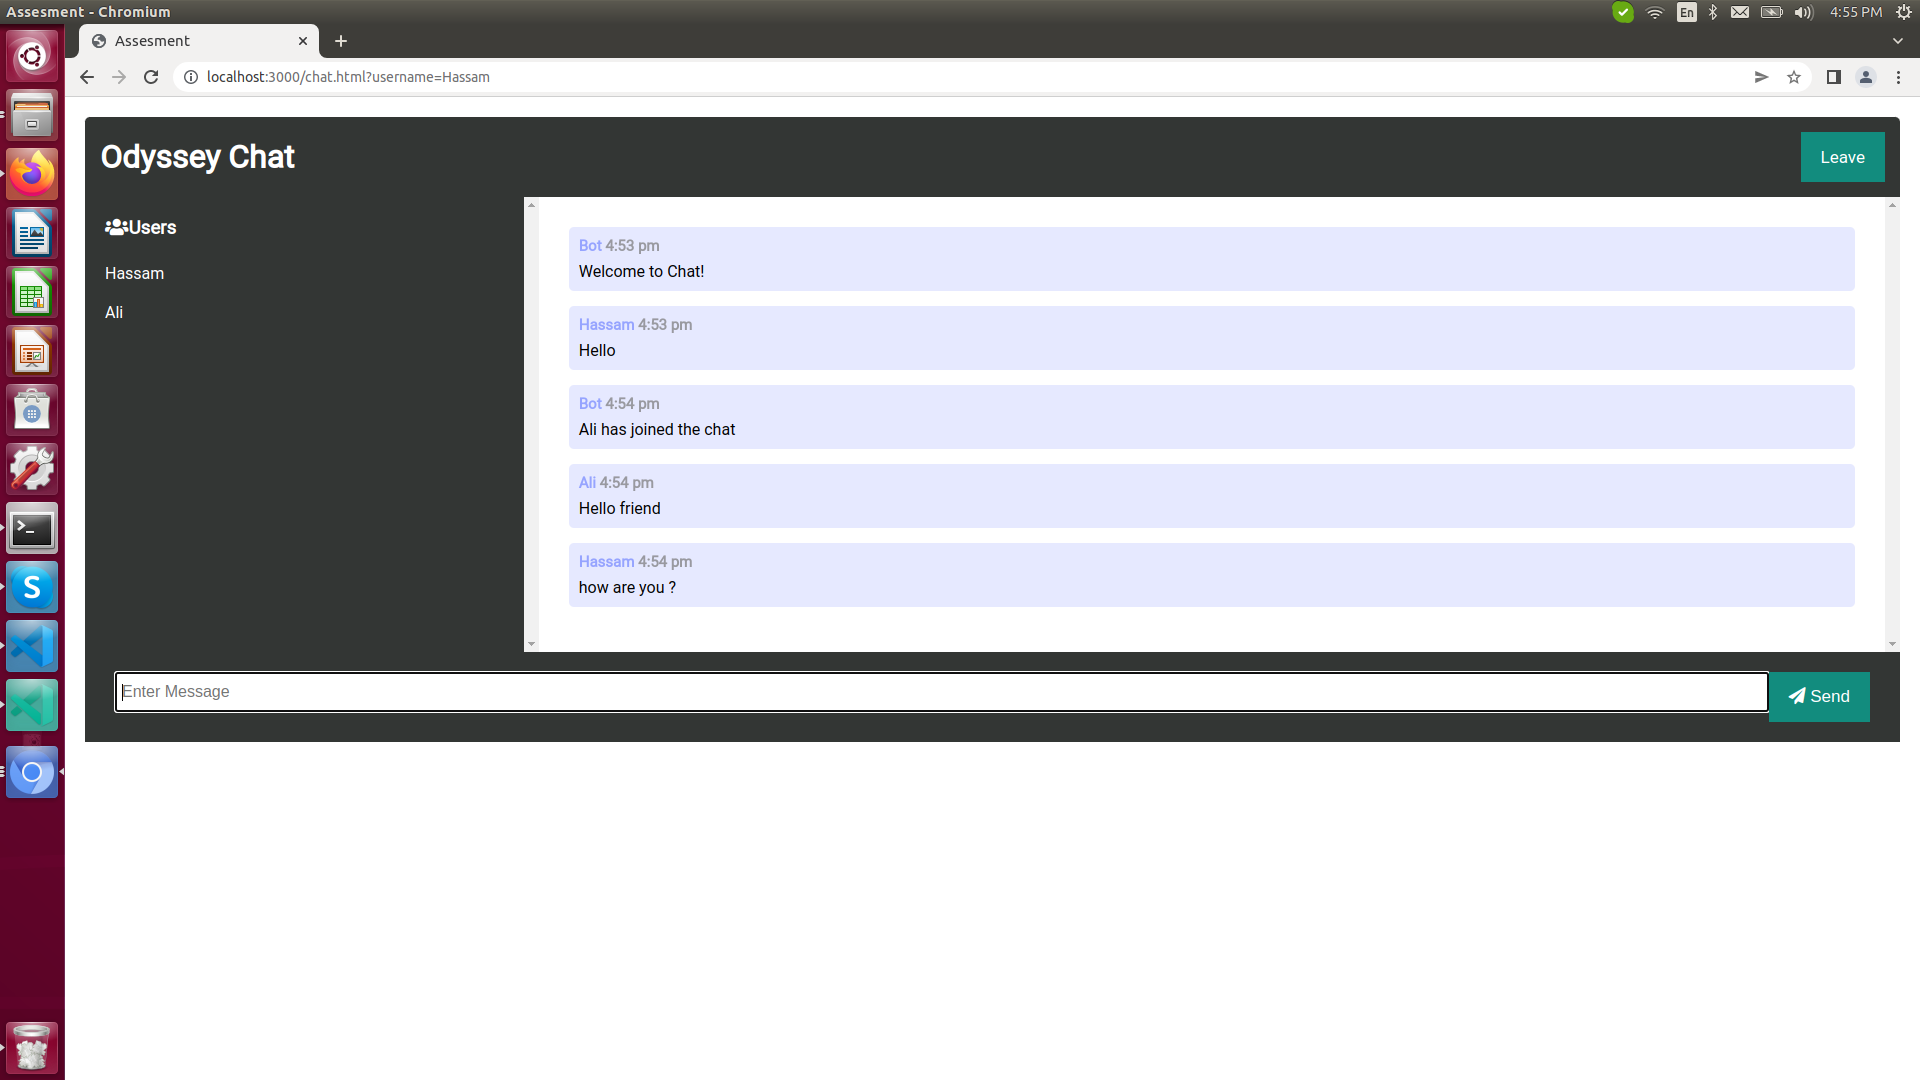 Assesment - Chromium
En
4:55 PM
Assesment
localhost:3000/chat.html?username=Hassam
Odyssey Chat
Leave
Users
Hassam
Ali
Bot 4:53 pm
Welcome to Chat!
Hassam 4:53 pm
Hello
Bot 4:54 pm
Ali has joined the chat
Ali 4:54 pm
Hello friend
Hassam 4:54 pm
how are you ?
Enter Message
Send